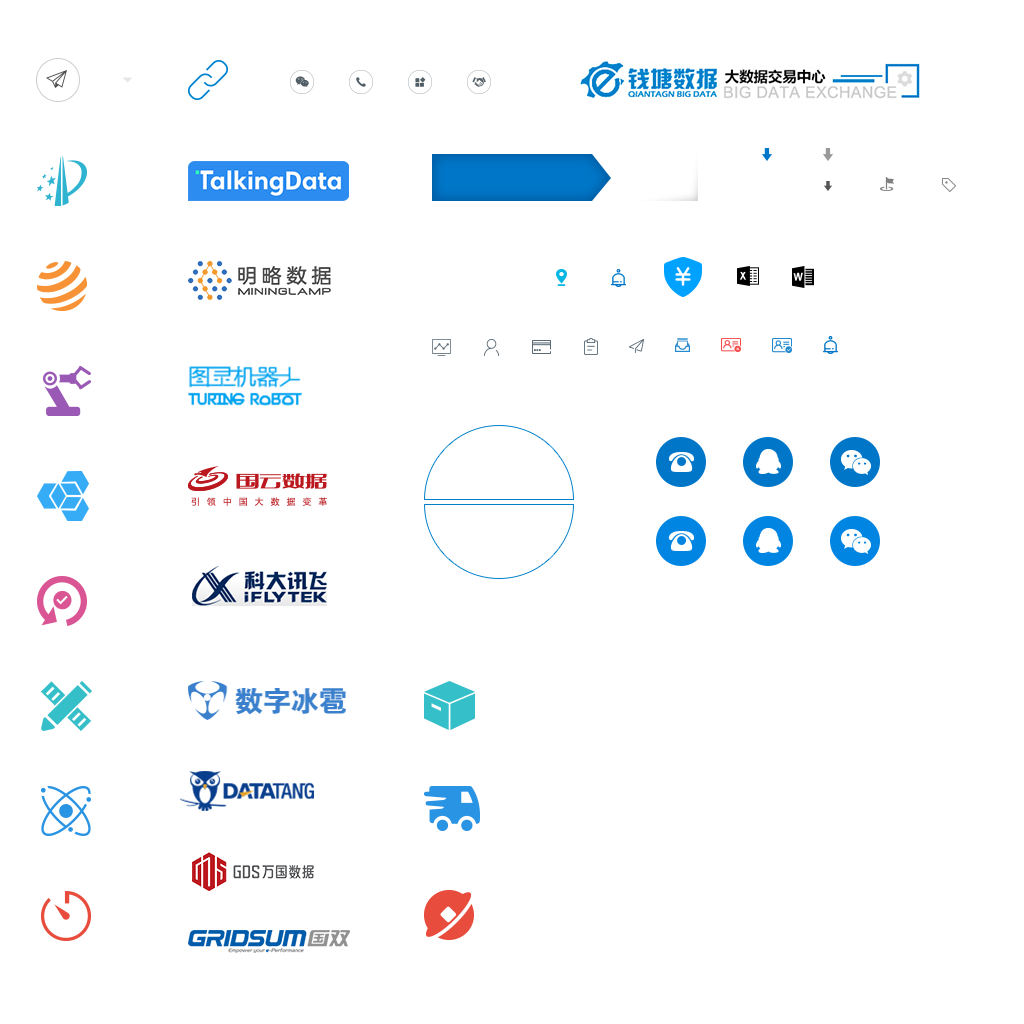 钱塘数据
QIANTAGN BIG DATA
大数据交易中心
BIG DATA EXCHANGE
TalkingData
明略数据
MININGLAMP
¥
X
W
图灵机器人
TURING ROBOT
国云数据
引领中国大数据变革
科大讯飞
iFLYTEK
数字冰雹
DATATANG
GDS
GDS万国数据
GRIDSUM国双
Empower your e-Performance